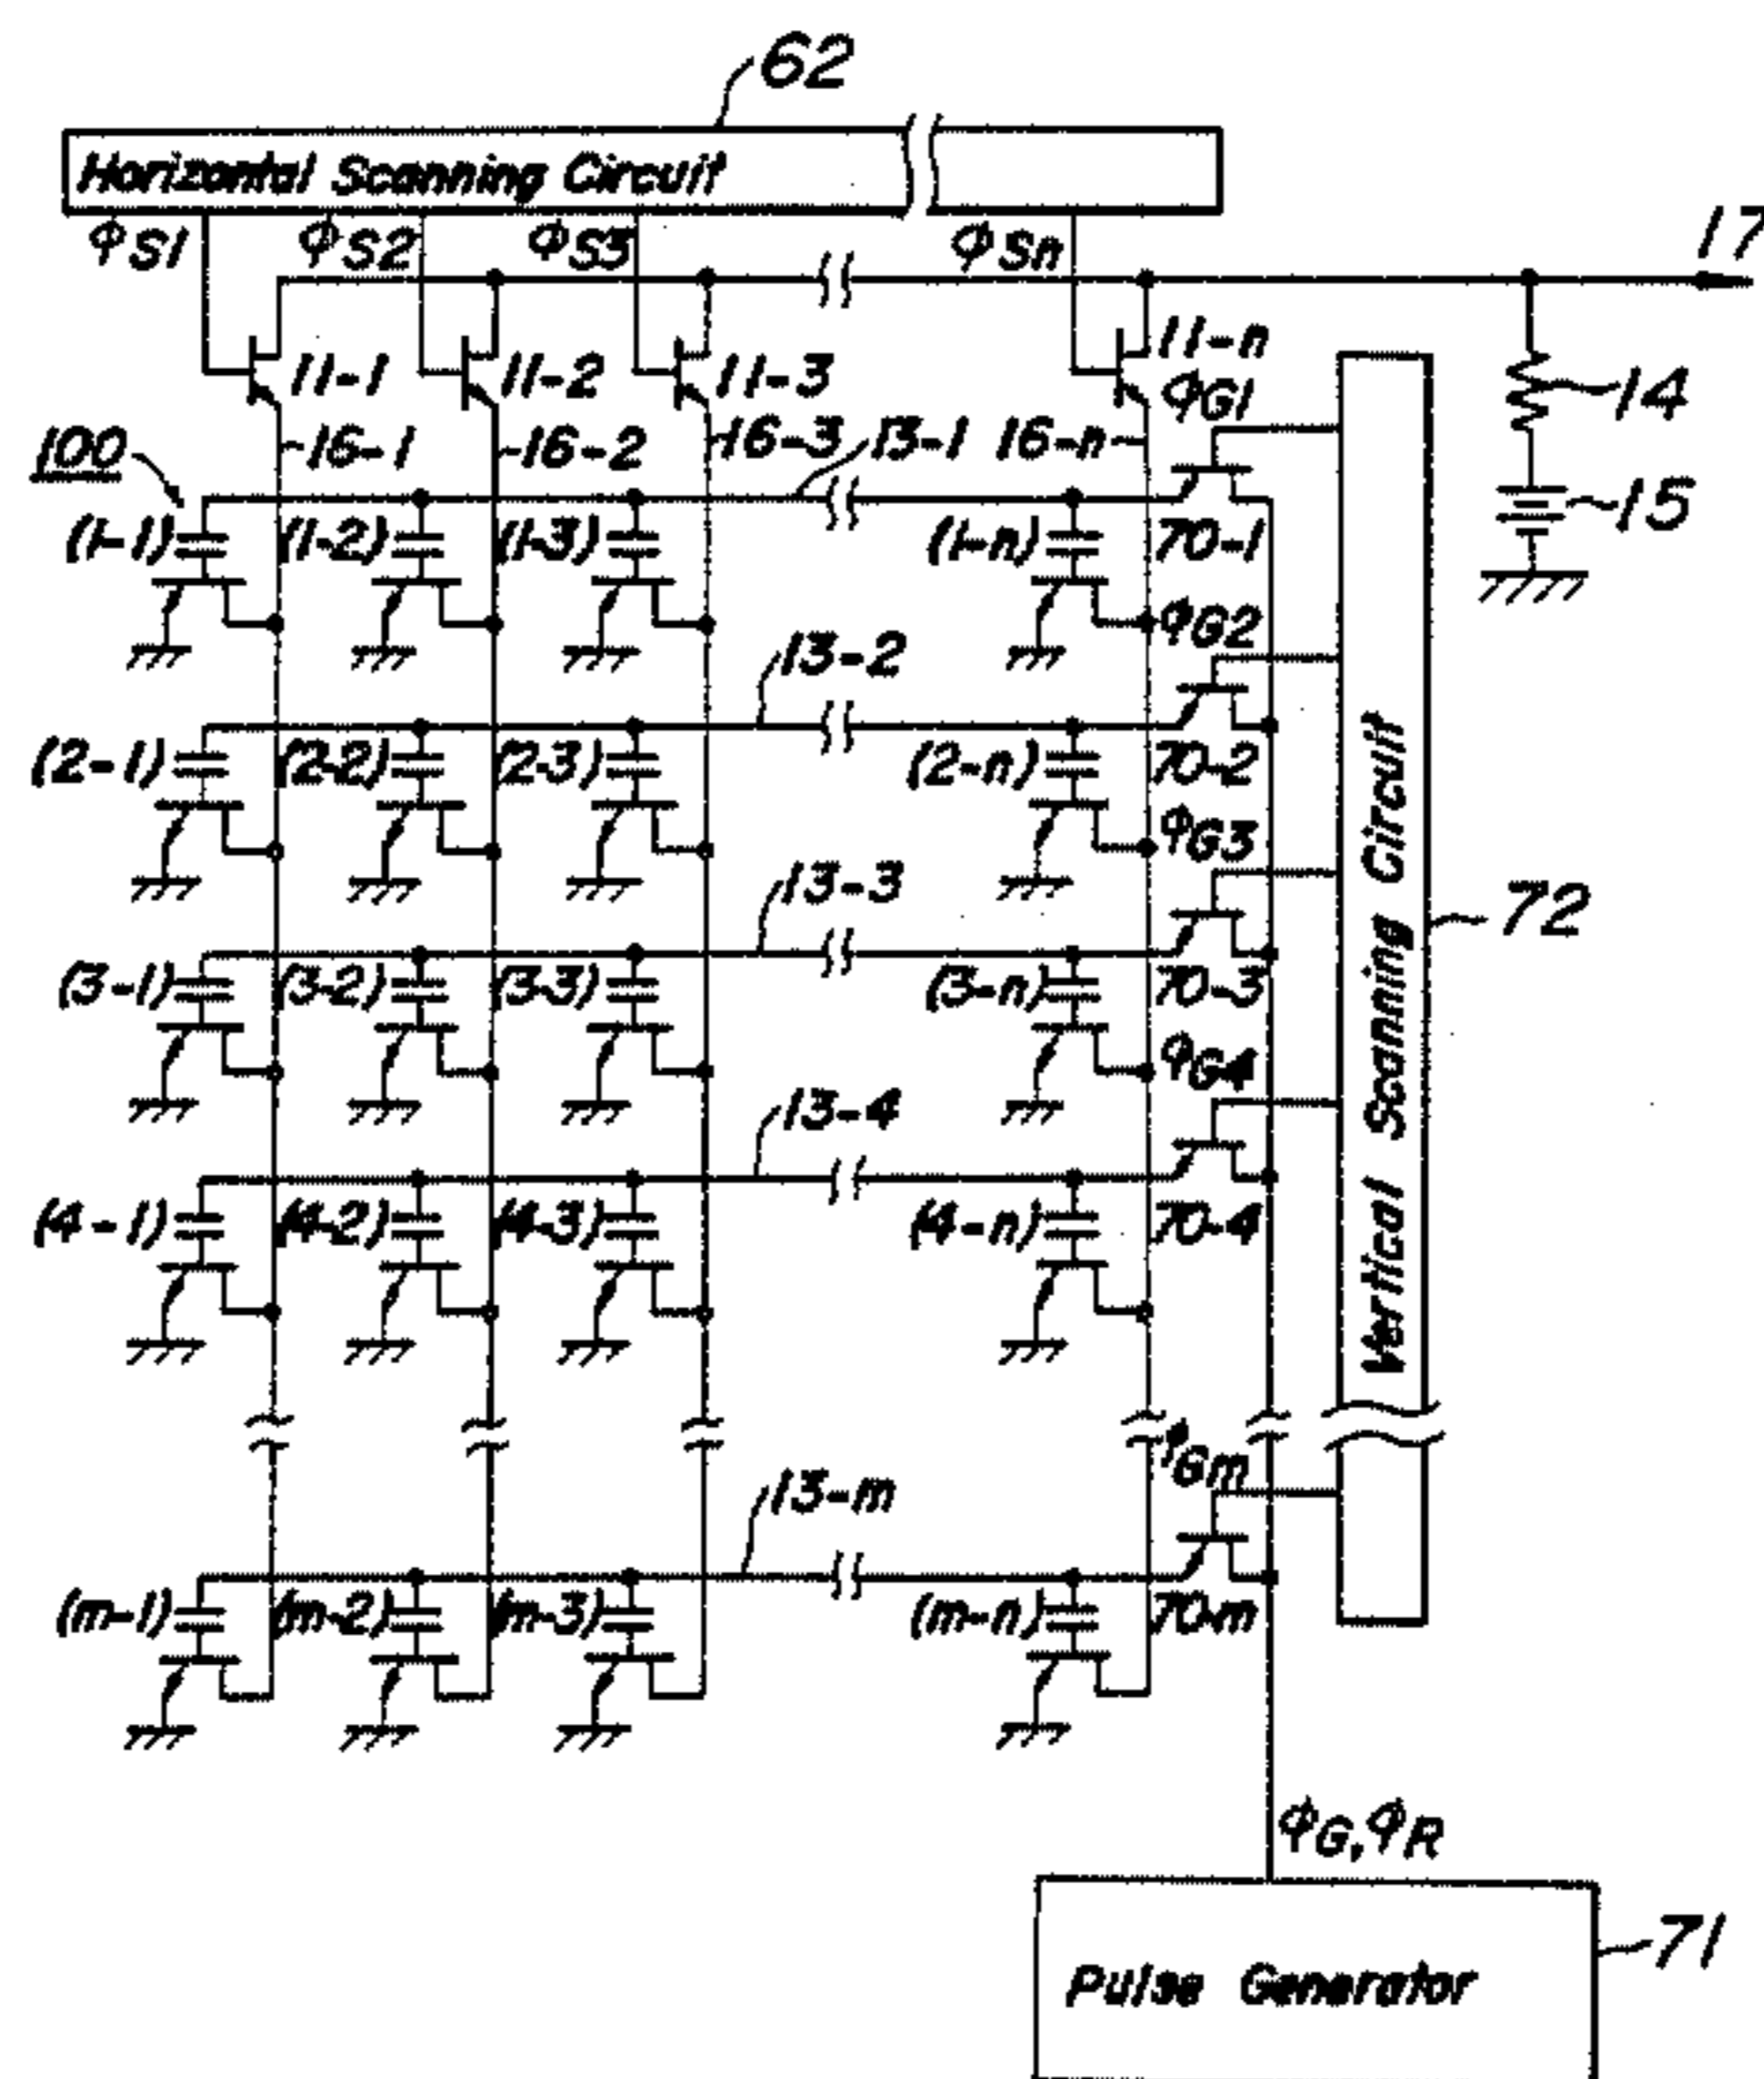 62
Horizontal Scanning Circuit
φS1 φS2 φS3 φSn
17
11-1 11-2 11-3 11-n
14
φG1
100 16-1 16-2 16-3 13-1 16-n
15
(1-1) (1-2) (1-3) (1-n) 70-1
φG2
13-2
(2-1) (2-2) (2-3) (2-n) 70-2
φG3
13-3
72
Vertical Scanning Circuit
(3-1) (3-2) (3-3) (3-n) 70-3
φG4
13-4
(4-1) (4-2) (4-3) (4-n) 70-4
φGm
13-m
(m-1) (m-2) (m-3) (m-n) 70-m
φG, φR
71
Pulse Generator